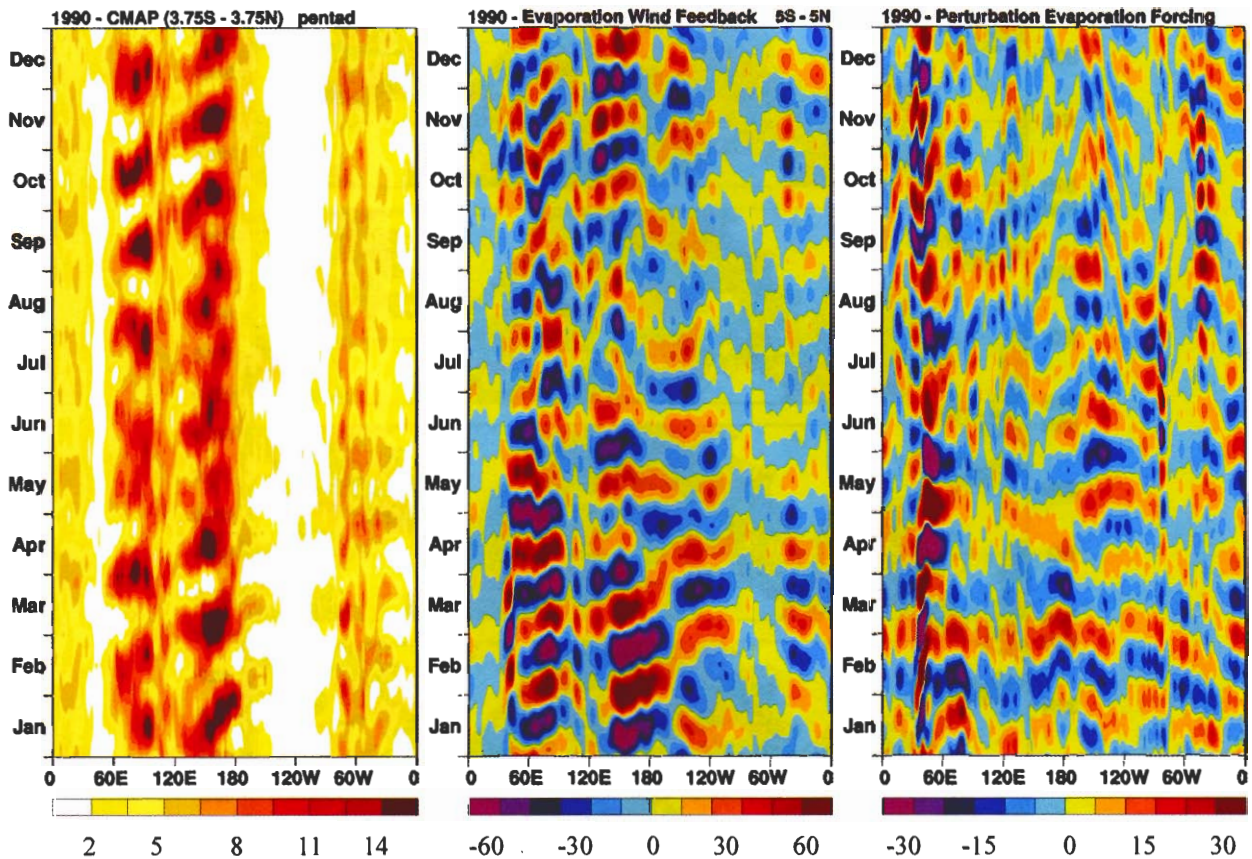 1990 - CMAP (3.75S - 3.75N) pentad
Dec
Nov
Oct
Sep
Aug
Jul
Jun
May
Apr
Mar
Feb
Jan
0 60E 120E 180 120W 60W 0
2 5 8 11 14
1990 - Evaporation Wind Feedback 5S - 5N
Dec
Nov
Oct
Sep
Aug
Jul
Jun
May
Apr
Mar
Feb
Jan
0 60E 120E 180 120W 60W 0
-60 -30 0 30 60
1990 - Perturbation Evaporation Forcing
Dec
Nov
Oct
Sep
Aug
Jul
Jun
May
Apr
Mar
Feb
Jan
0 60E 120E 180 120W 60W 0
-30 -15 0 15 30